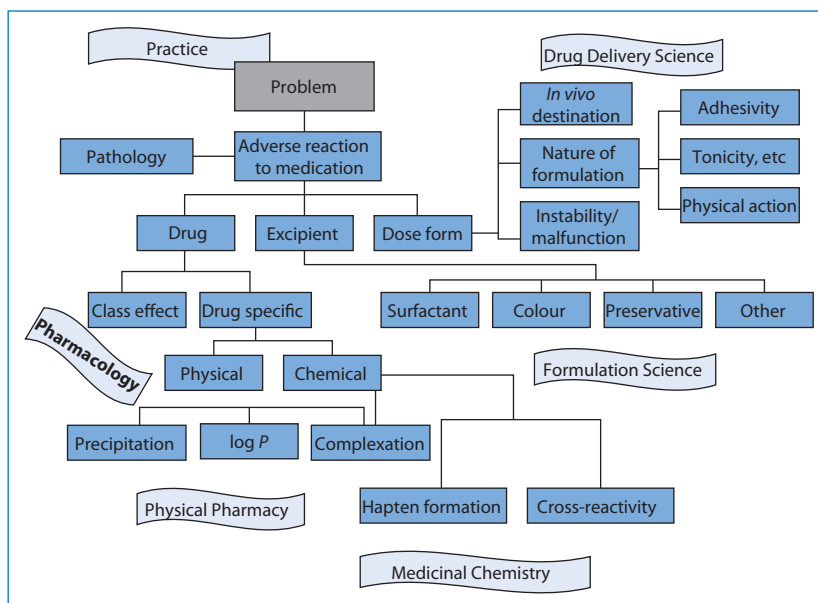 Practice
Drug Delivery Science
Problem
In vivo
destination
Adhesivity
Pathology
Adverse reaction
to medication
Nature of
formulation
Tonicity, etc
Physical action
Drug
Excipient
Dose form
Instability/
malfunction
Class effect
Drug specific
Surfactant
Colour
Preservative
Other
Pharmacology
Physical
Chemical
Formulation Science
Precipitation
log P
Complexation
Hapten formation
Cross-reactivity
Physical Pharmacy
Medicinal Chemistry